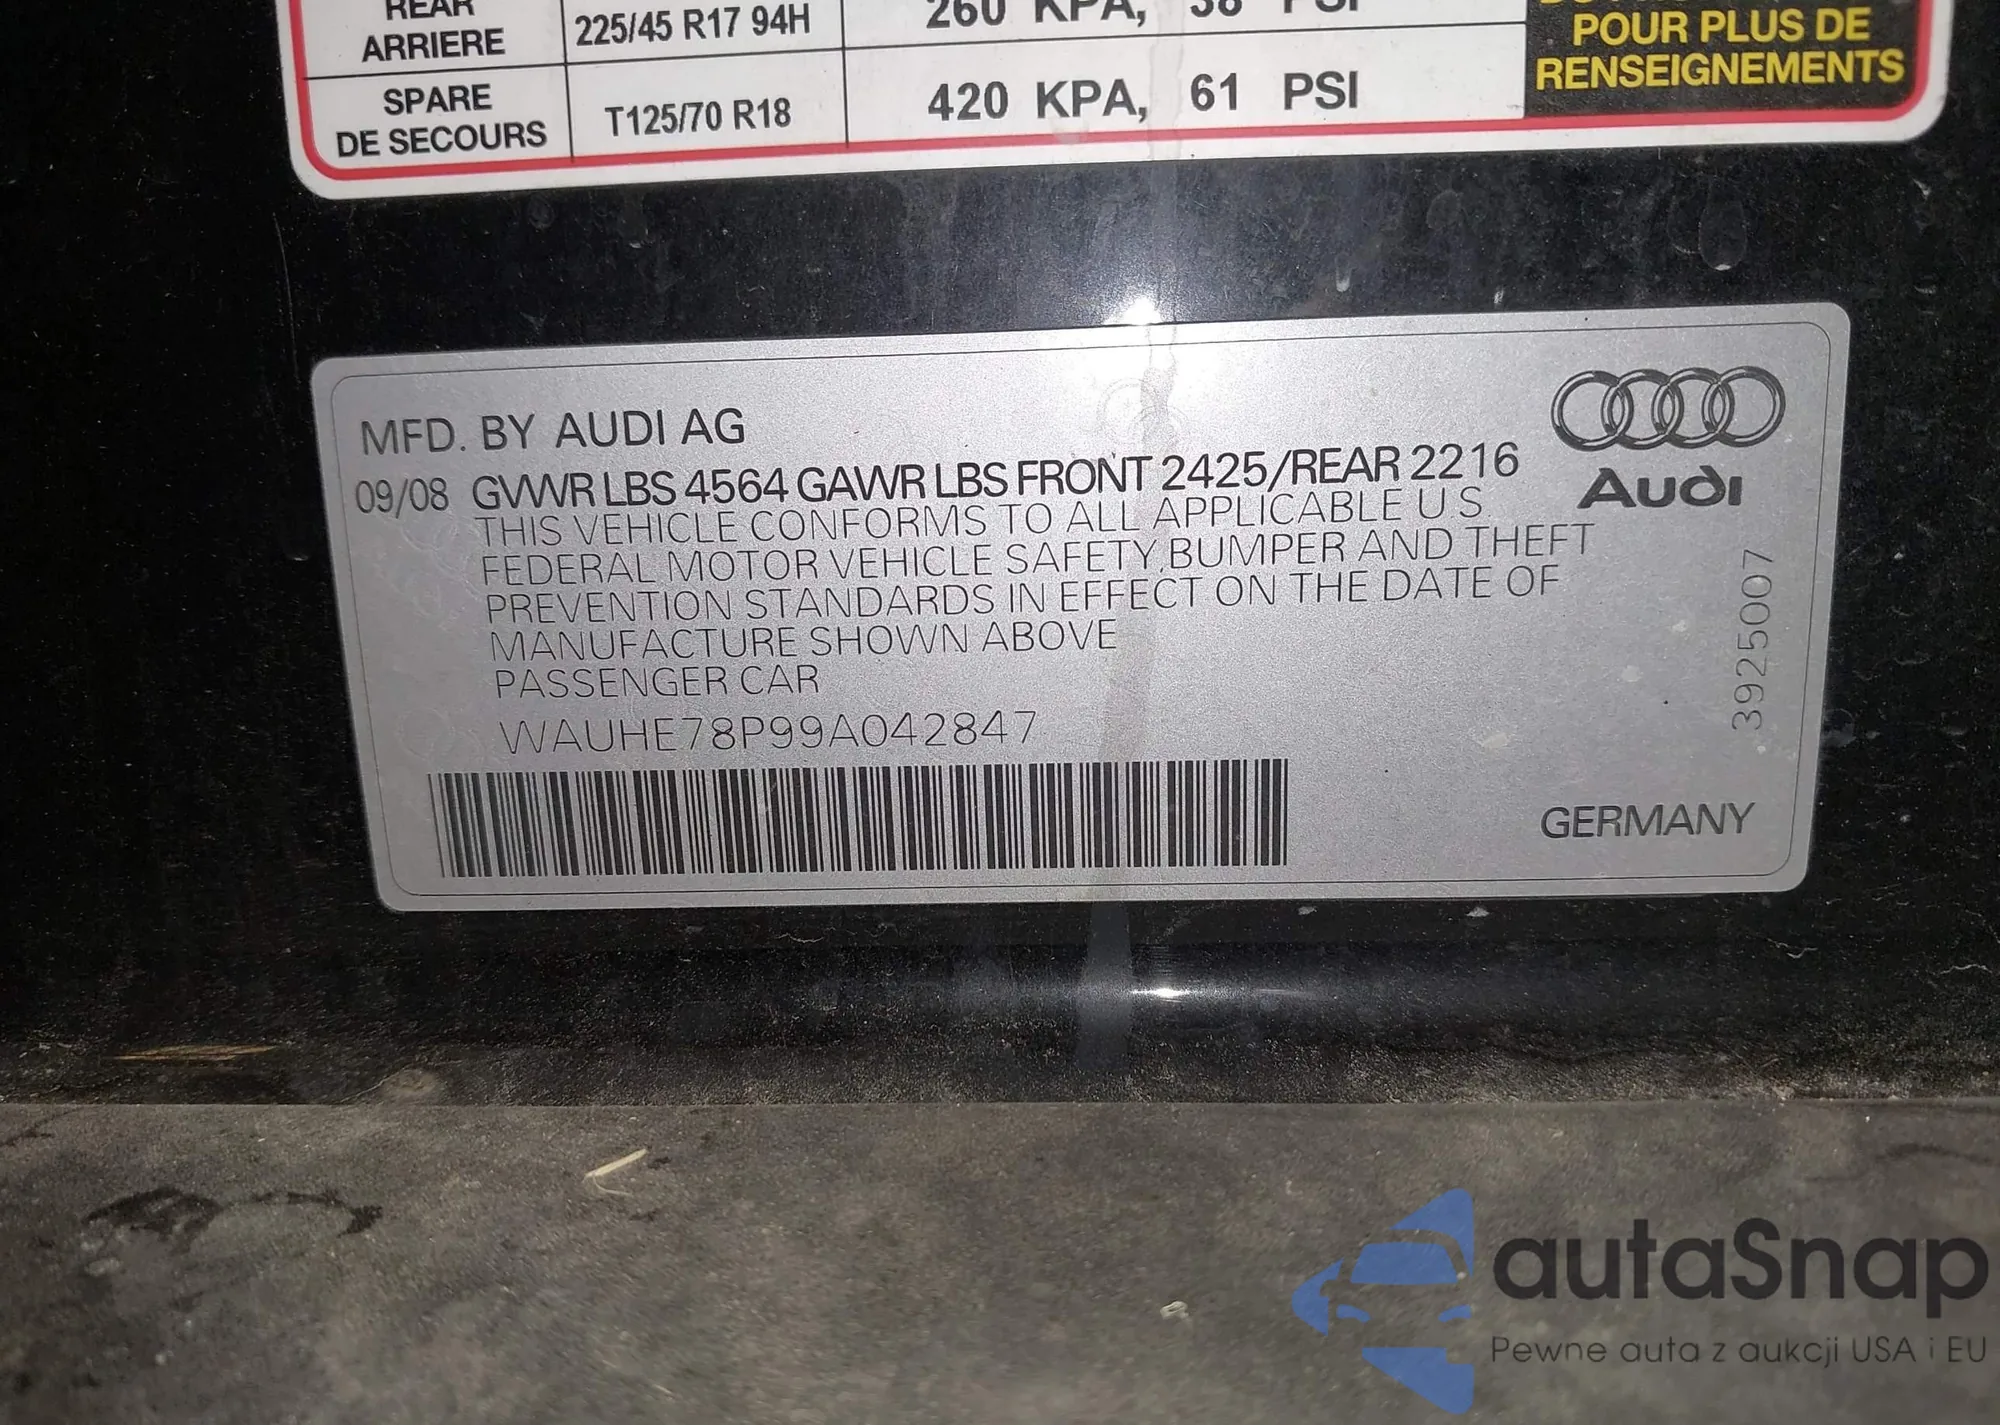 REAR
ARRIERE
225/45 R17 94H
260 KPA, 38 PSI
SPARE
DE SECOURS
T125/70 R18
420 KPA, 61 PSI
POUR PLUS DE
RENSEIGNEMENTS
MFD. BY AUDI AG
09/08 GVWR LBS 4564 GAWR LBS FRONT 2425/REAR 2216
THIS VEHICLE CONFORMS TO ALL APPLICABLE U S
FEDERAL MOTOR VEHICLE SAFETY, BUMPER AND THEFT
PREVENTION STANDARDS IN EFFECT ON THE DATE OF
MANUFACTURE SHOWN ABOVE
PASSENGER CAR
WAUHE78P99A042847
Audi
3925007
GERMANY
autaSnap
Pewne auta z aukcji USA i EU